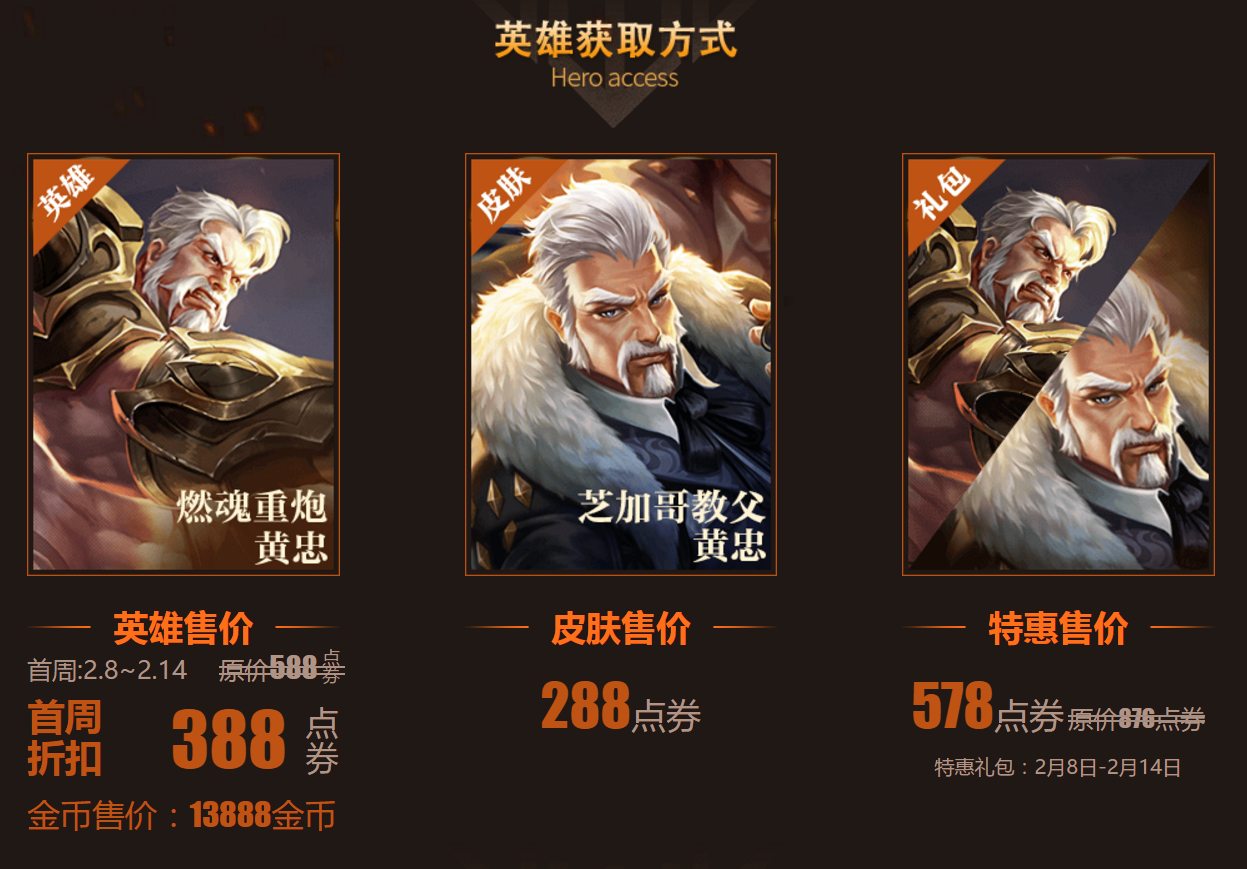 英雄获取方式
Hero access
英雄
燃魂重炮
黄忠
皮肤
芝加哥教父
黄忠
礼包
英雄售价
首周:2.8~2.14 原价588点券
首周折扣 388点券
金币售价：13888金币
皮肤售价
288点券
特惠售价
578点券 原价876点券
特惠礼包：2月8日-2月14日